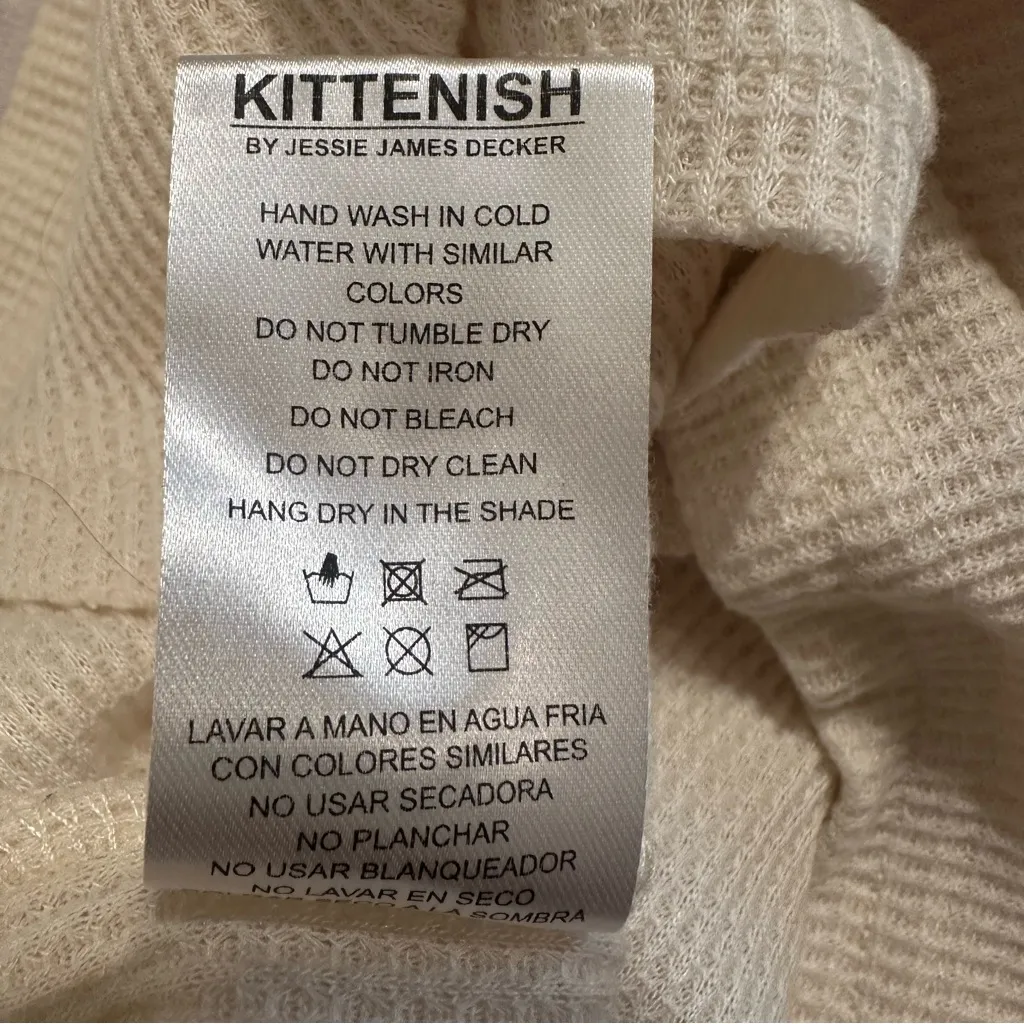 KITTENISH
BY JESSIE JAMES DECKER
HAND WASH IN COLD
WATER WITH SIMILAR
COLORS
DO NOT TUMBLE DRY
DO NOT IRON
DO NOT BLEACH
DO NOT DRY CLEAN
HANG DRY IN THE SHADE
LAVAR A MANO EN AGUA FRIA
CON COLORES SIMILARES
NO USAR SECADORA
NO PLANCHAR
NO USAR BLANQUEADOR
NO LAVAR EN SECO
A LA SOMBRA